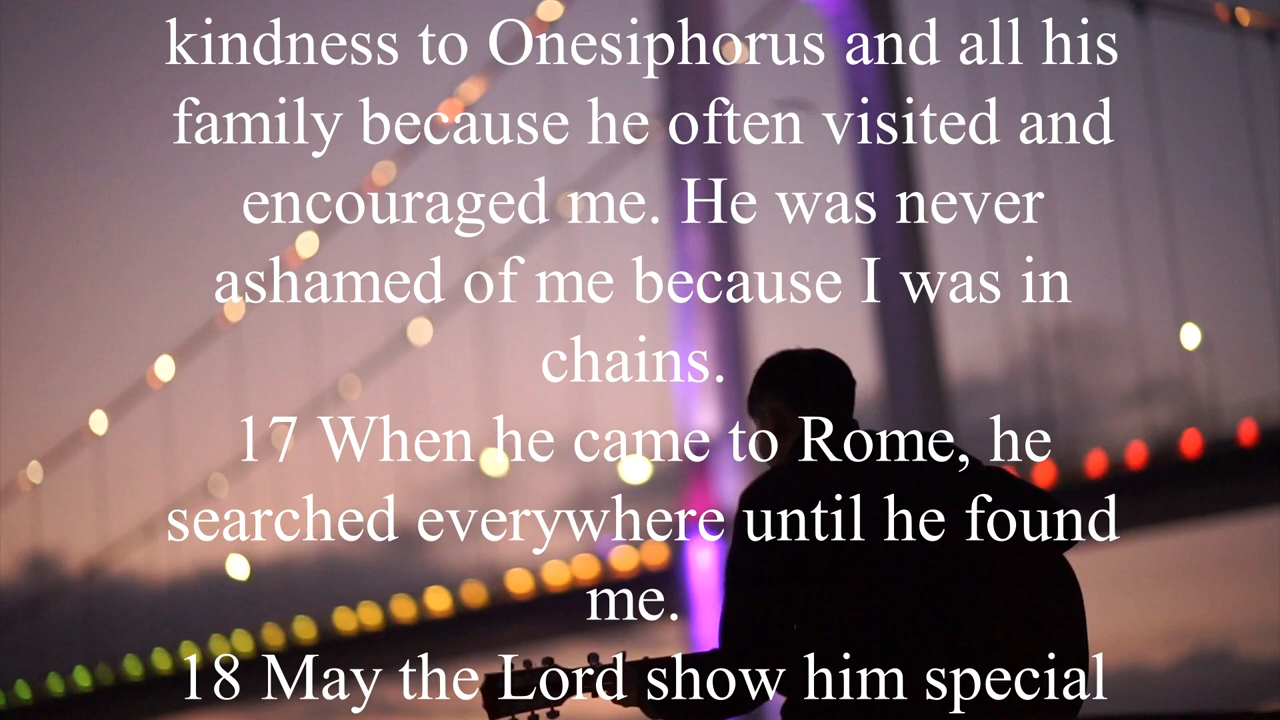 kindness to Onesiphorus and all his
family because he often visited and
encouraged me. He was never
ashamed of me because I was in
chains.
17 When he came to Rome, he
searched everywhere until he found
me.
18 May the Lord show him special